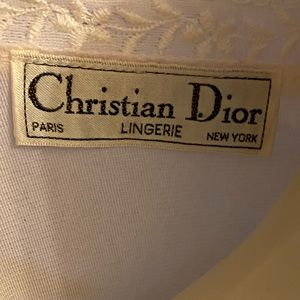 Christian Dior
PARIS LINGERIE NEW YORK